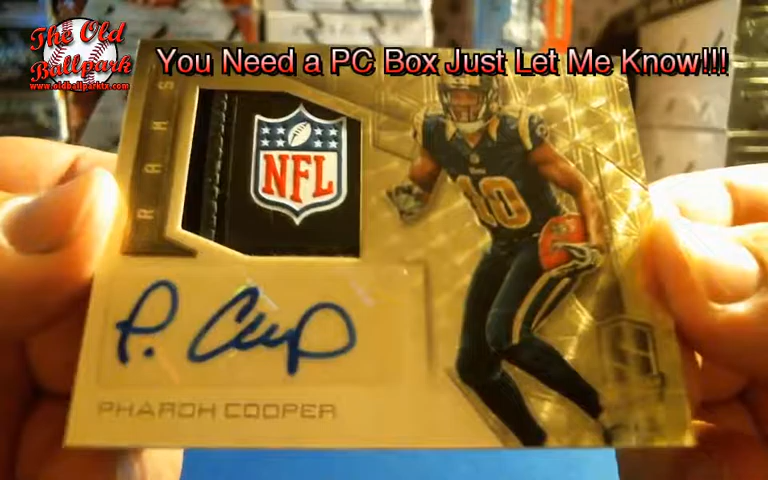 The Old
Ballpark
www.oldballparktx.com
You Need a PC Box Just Let Me Know!!!
RAMS
NFL
10
P. Coop
PHAROH COOPER